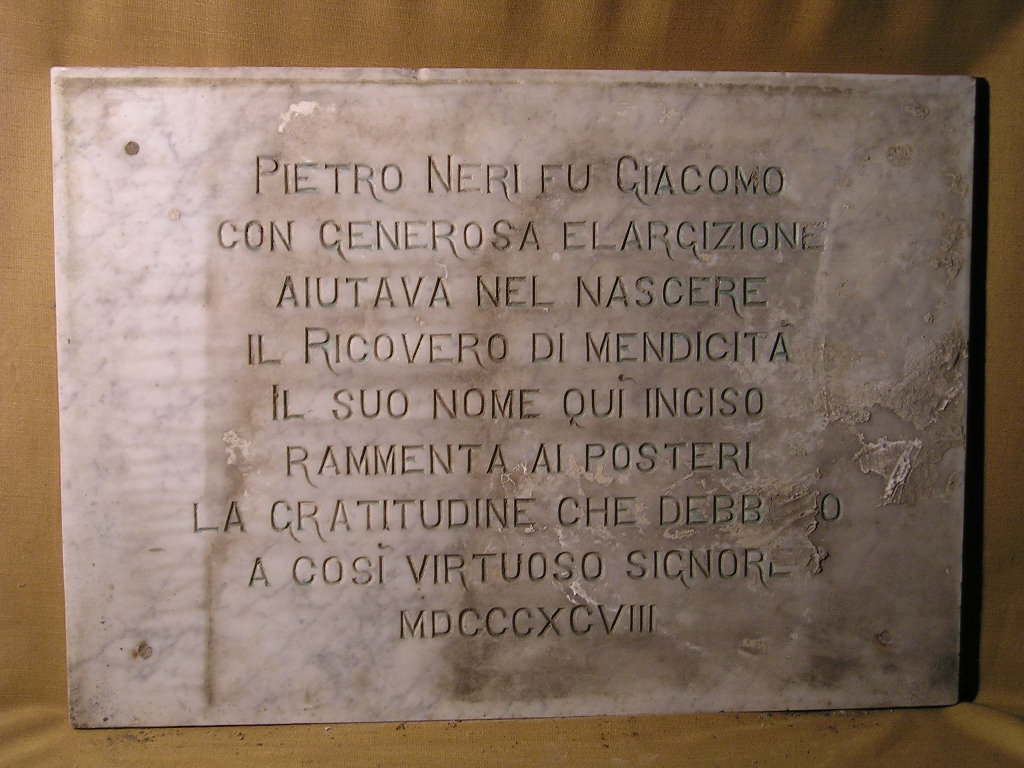 PIETRO NERI FU GIACOMO
CON GENEROSA ELARGIZIONE
AIUTAVA NEL NASCERE
IL RICOVERO DI MENDICITÀ
IL SUO NOME QUI INCISO
RAMMENTA AI POSTERI
LA GRATITUDINE CHE
A COSÌ VIRTUOSO SIGNORE
MDCCCXCVIII